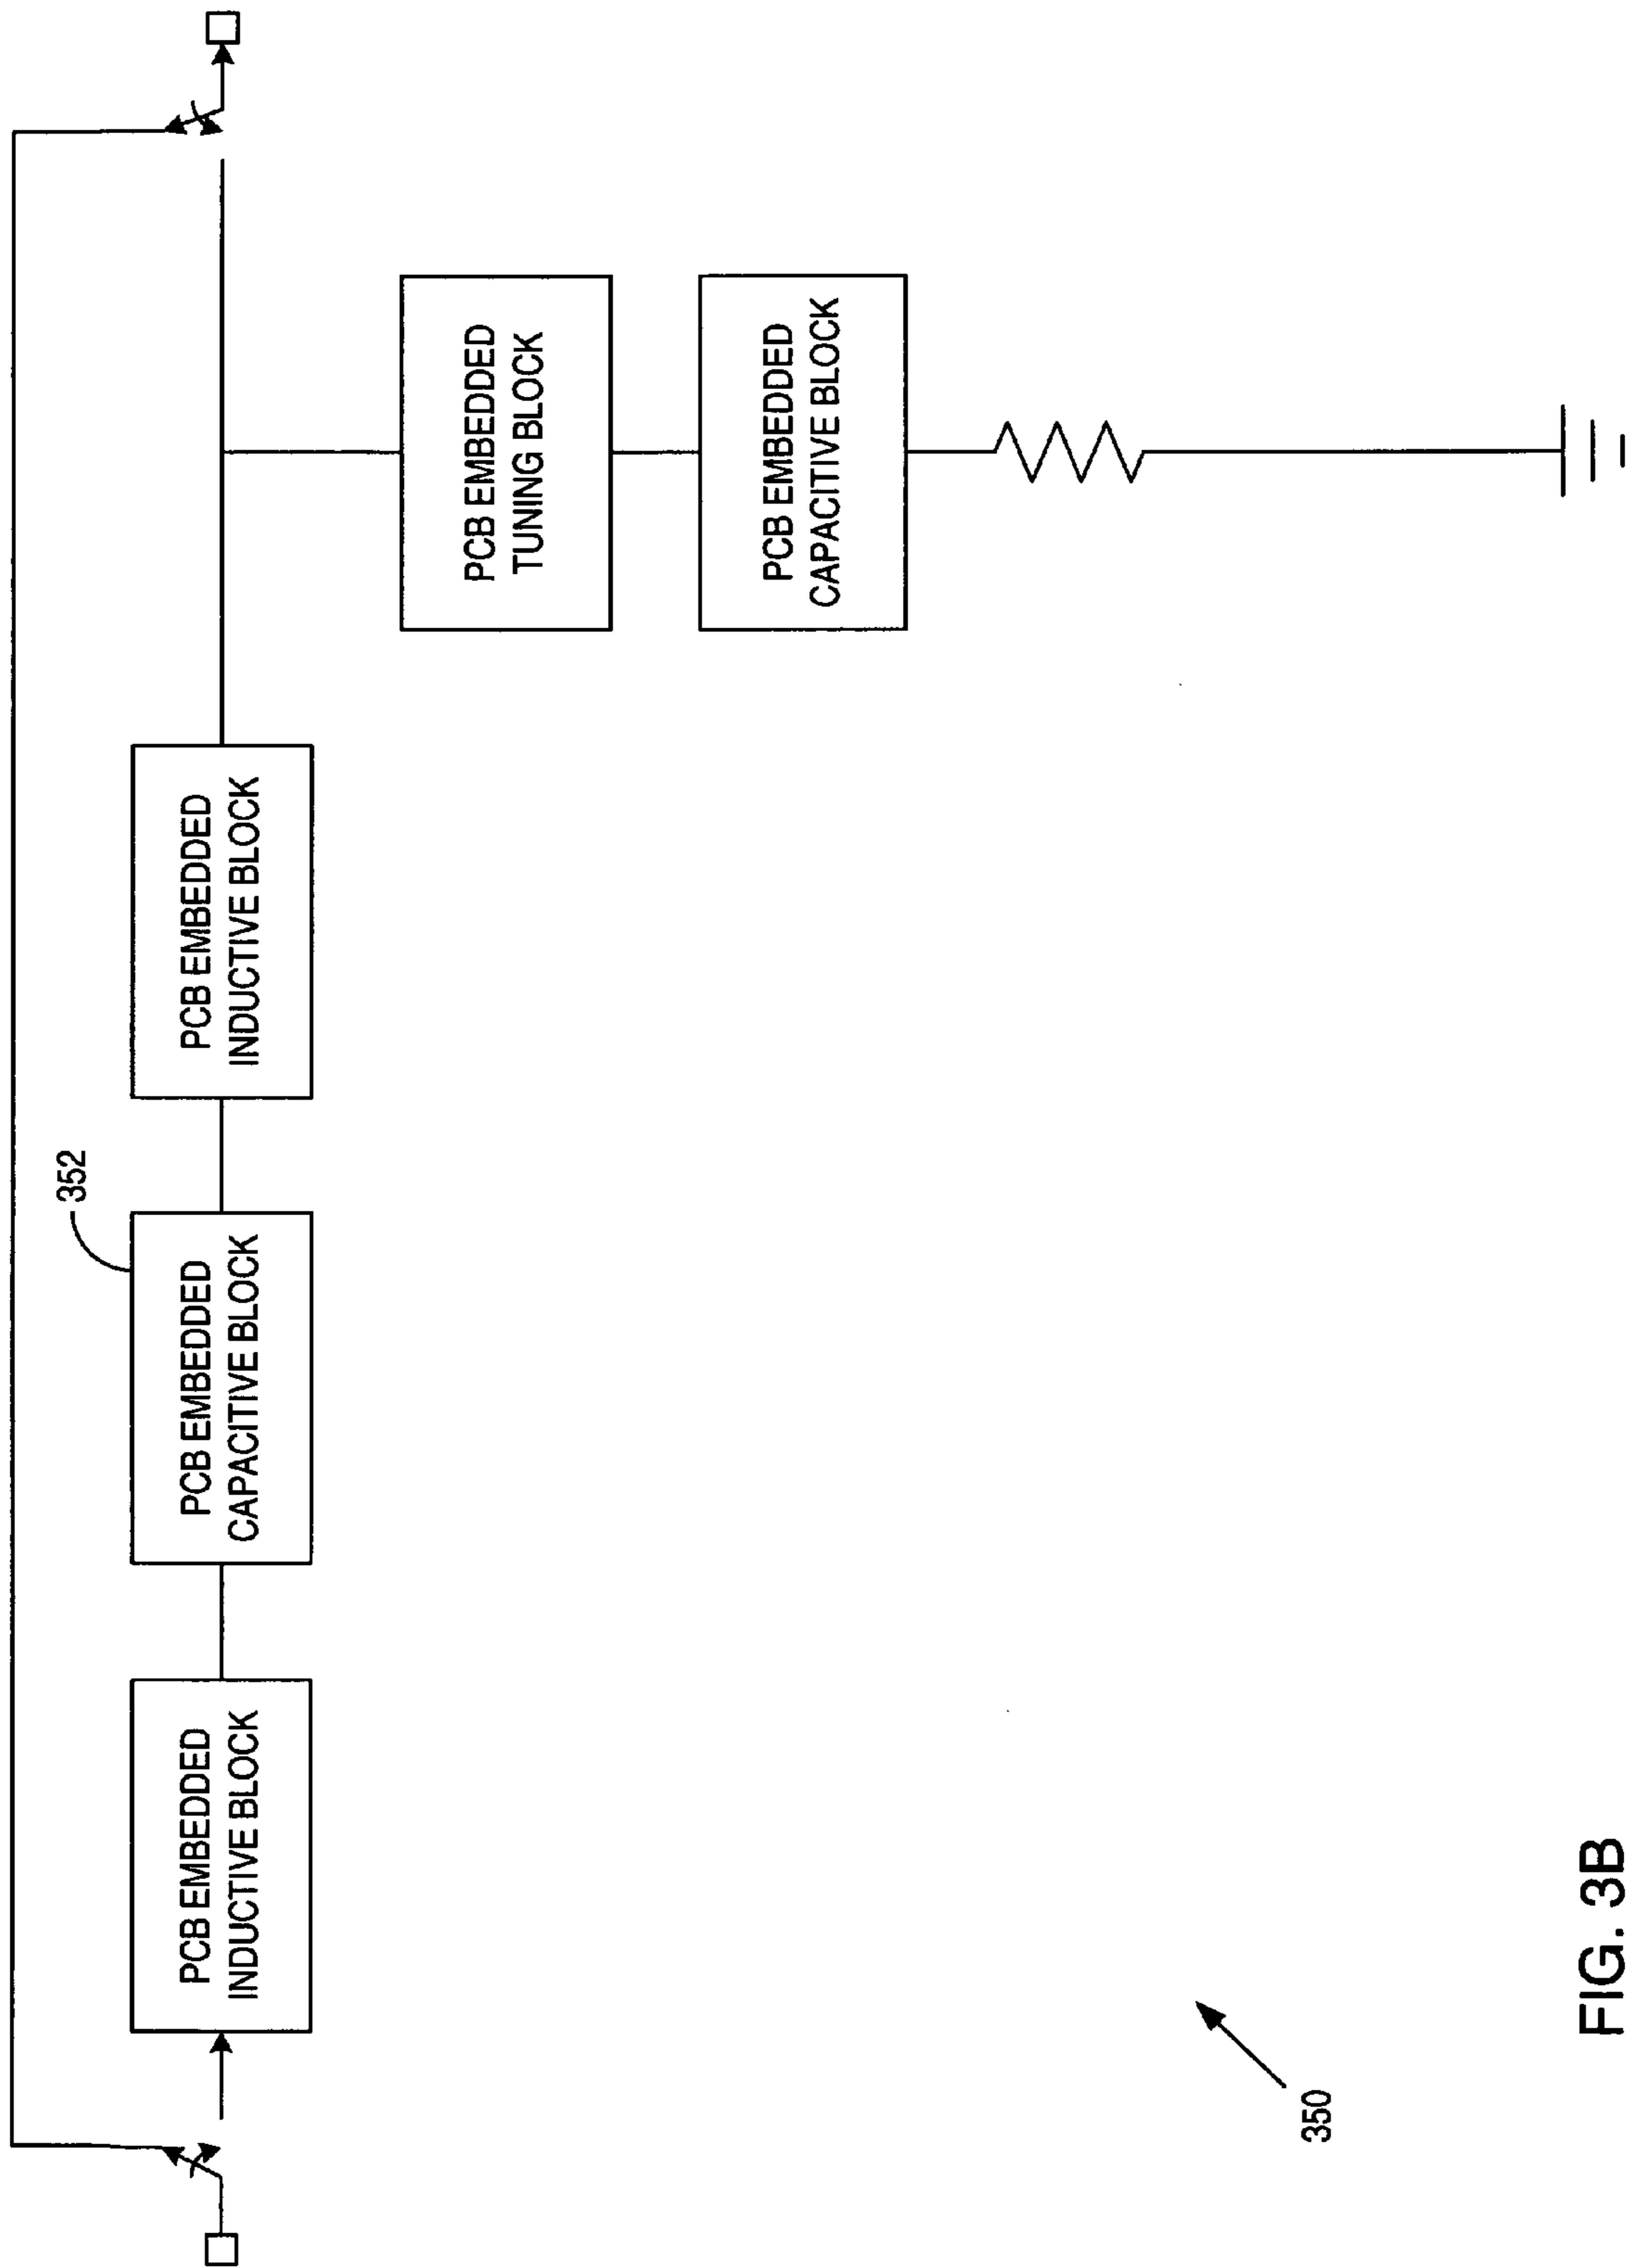 352
PCB EMBEDDED
INDUCTIVE BLOCK
PCB EMBEDDED
CAPACITIVE BLOCK
PCB EMBEDDED
INDUCTIVE BLOCK
PCB EMBEDDED
TUNING BLOCK
PCB EMBEDDED
CAPACITIVE BLOCK
350
FIG. 3B